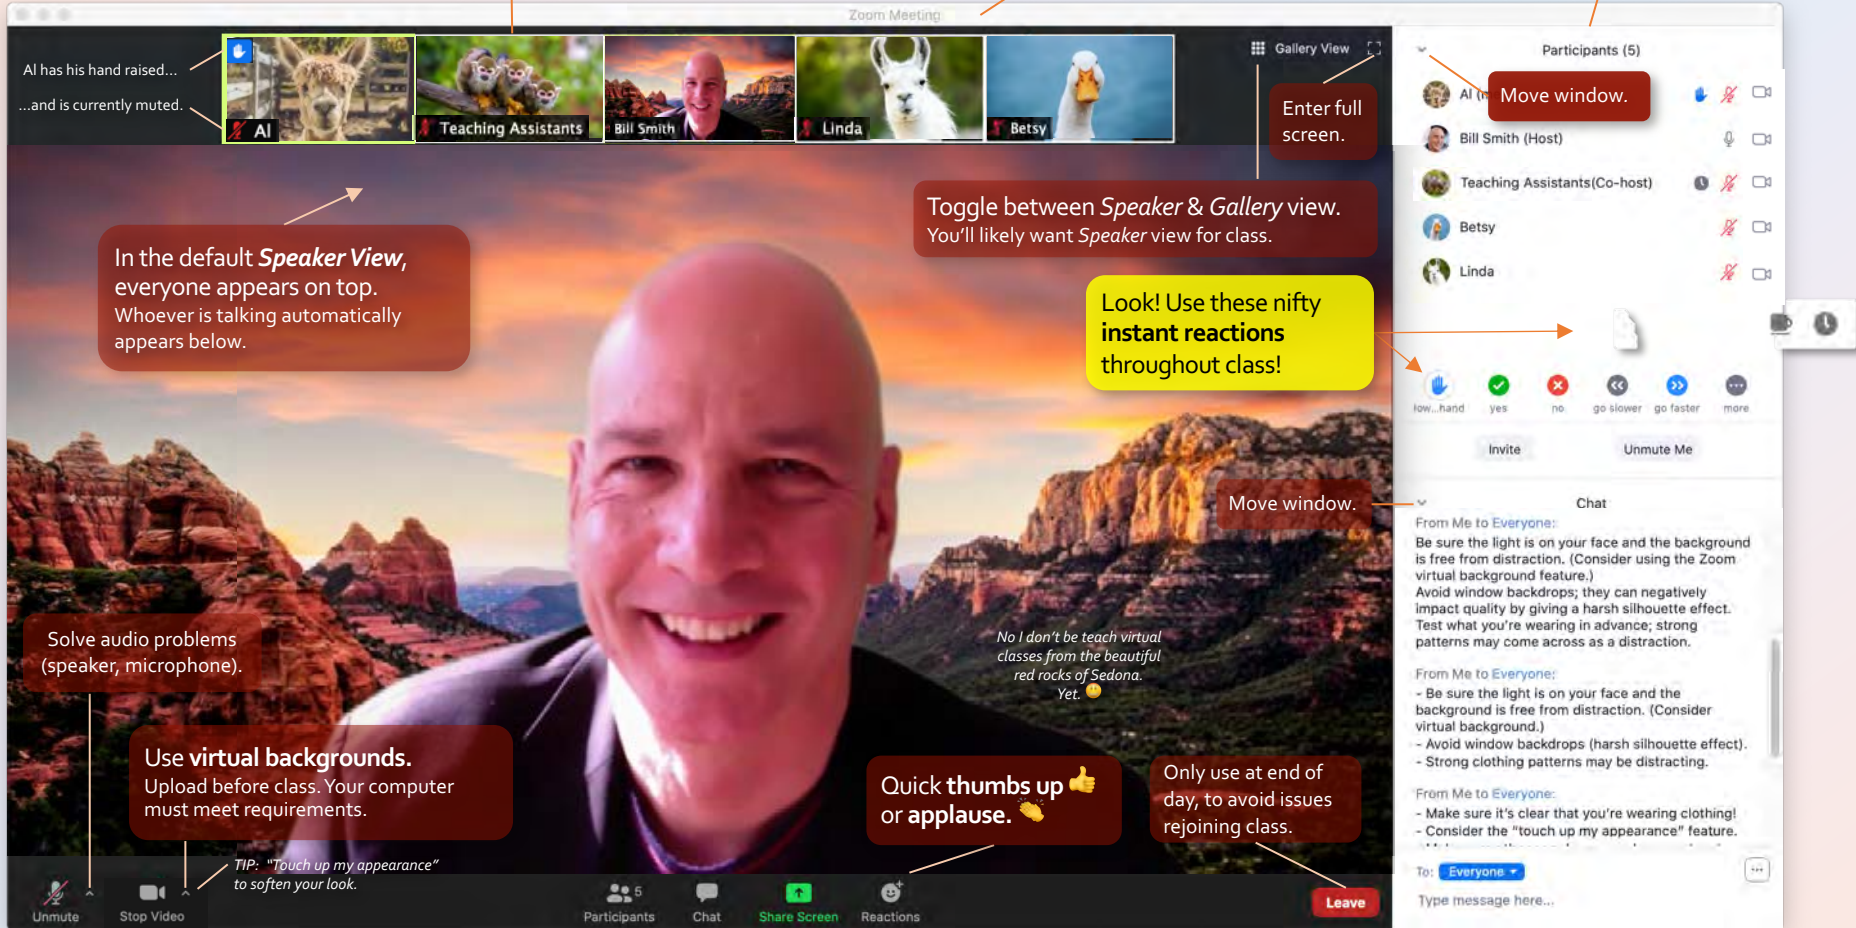 Zoom Meeting
Al has his hand raised...
...and is currently muted.
Al
Teaching Assistants
Bill Smith
Linda
Betsy
Gallery View
Enter full
screen.
Toggle between Speaker & Gallery view.
You'll likely want Speaker view for class.
In the default Speaker View,
everyone appears on top.
Whoever is talking automatically
appears below.
Look! Use these nifty
instant reactions
throughout class!
Move window.
Solve audio problems
(speaker, microphone).
No I don't be teach virtual
classes from the beautiful
red rocks of Sedona.
Yet. 
Use virtual backgrounds.
Upload before class. Your computer
must meet requirements.
TIP: "Touch up my appearance"
to soften your look.
Quick thumbs up 👍
or applause. 👏
Only use at end of
day, to avoid issues
rejoining class.
Unmute
Stop Video
5
Participants
Chat
Share Screen
Reactions
Leave
Participants (5)
Al
Move window.
Bill Smith (Host)
Teaching Assistants(Co-host)
Betsy
Linda
low...hand
yes
no
go slower
go faster
more
Invite
Unmute Me
Chat
From Me to Everyone:
Be sure the light is on your face and the background
is free from distraction. (Consider using the Zoom
virtual background feature.)
Avoid window backdrops; they can negatively
impact quality by giving a harsh silhouette effect.
Test what you're wearing in advance; strong
patterns may come across as a distraction.
From Me to Everyone:
- Be sure the light is on your face and the
background is free from distraction. (Consider
virtual background.)
- Avoid window backdrops (harsh silhouette effect).
- Strong clothing patterns may be distracting.
From Me to Everyone:
- Make sure it's clear that you're wearing clothing!
- Consider the "touch up my appearance" feature.
To: Everyone
Type message here...